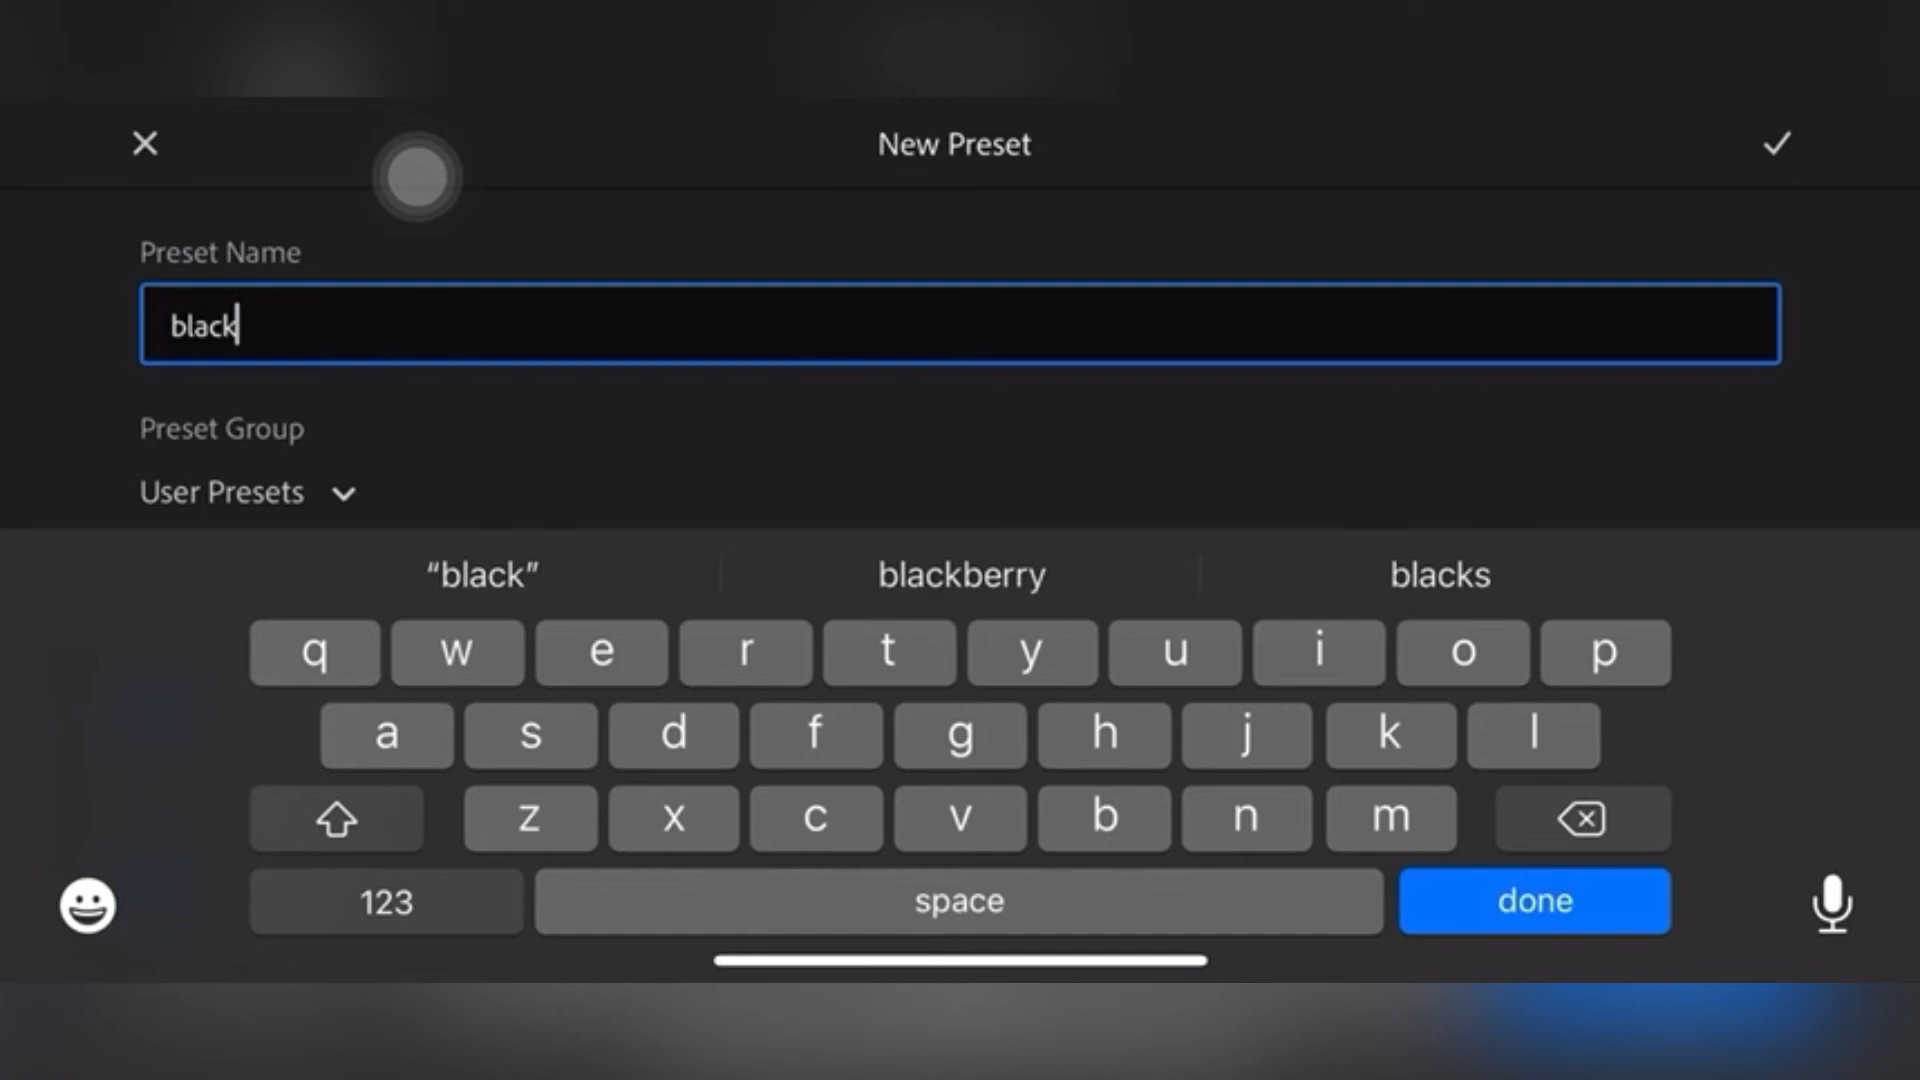 New Preset
Preset Name
black
Preset Group
User Presets
“black” blackberry blacks
q w e r t y u i o p
a s d f g h j k l
z x c v b n m
123 space done